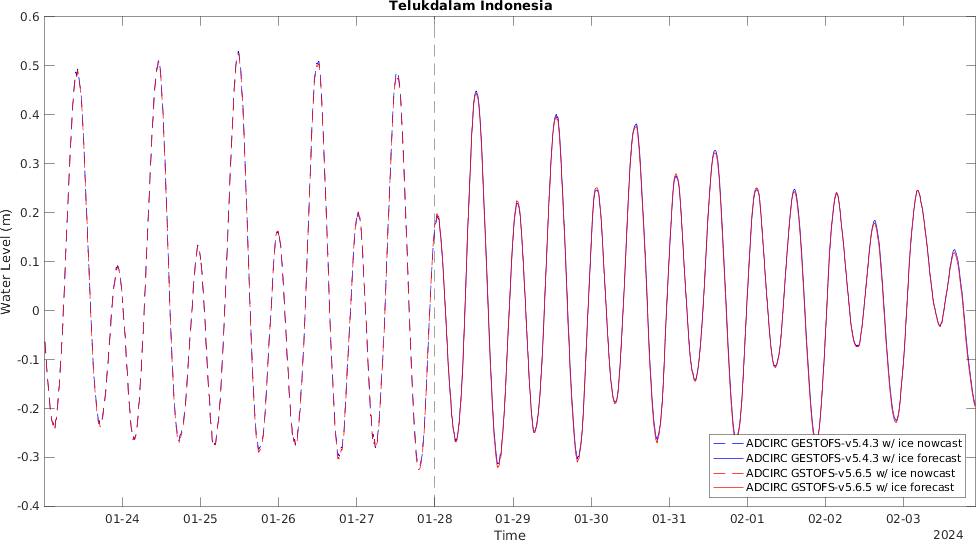 Telukdalam Indonesia
Water Level (m)
0.6
0.5
0.4
0.3
0.2
0.1
0
-0.1
-0.2
-0.3
-0.4
ADCIRC GESTOFS-v5.4.3 w/ ice nowcast
ADCIRC GESTOFS-v5.4.3 w/ ice forecast
ADCIRC GSTOFS-v5.6.5 w/ ice nowcast
ADCIRC GSTOFS-v5.6.5 w/ ice forecast
01-24 01-25 01-26 01-27 01-28 01-29 01-30 01-31 02-01 02-02 02-03
Time
2024